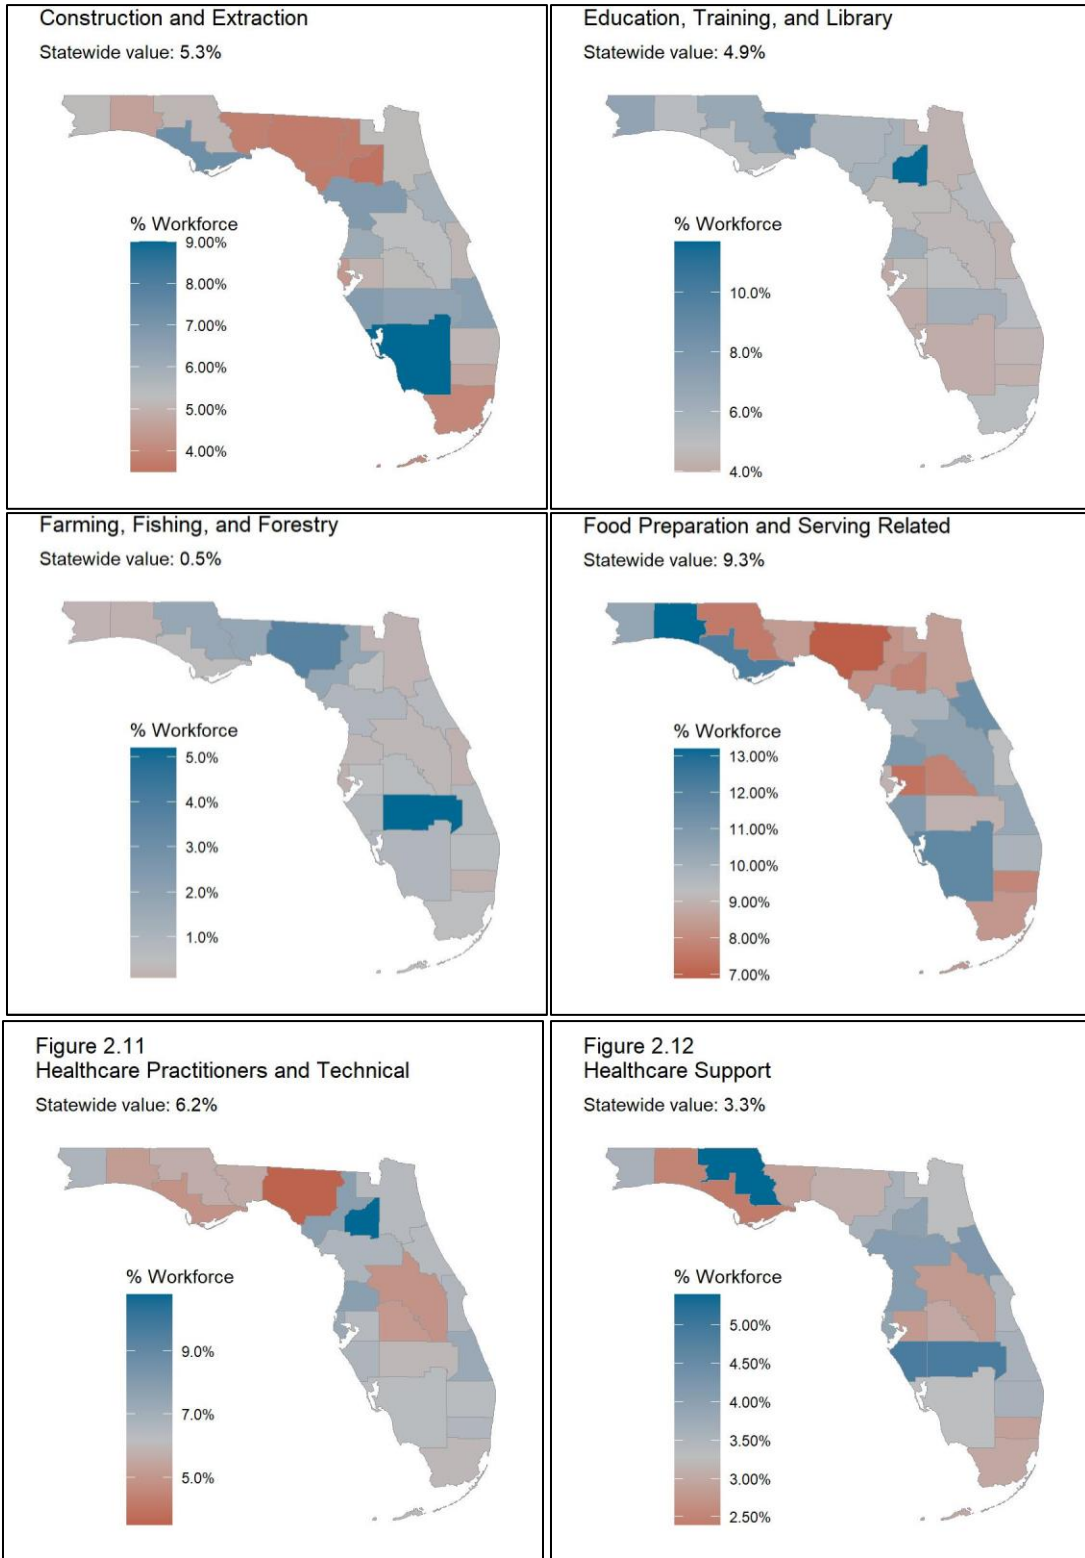 Construction and Extraction
Statewide value: 5.3%
% Workforce
9.00%
8.00%
7.00%
6.00%
5.00%
4.00%
Education, Training, and Library
Statewide value: 4.9%
% Workforce
10.0%
8.0%
6.0%
4.0%
Farming, Fishing, and Forestry
Statewide value: 0.5%
% Workforce
5.0%
4.0%
3.0%
2.0%
1.0%
Food Preparation and Serving Related
Statewide value: 9.3%
% Workforce
13.00%
12.00%
11.00%
10.00%
9.00%
8.00%
7.00%
Figure 2.11
Healthcare Practitioners and Technical
Statewide value: 6.2%
% Workforce
9.0%
7.0%
5.0%
Figure 2.12
Healthcare Support
Statewide value: 3.3%
% Workforce
5.00%
4.50%
4.00%
3.50%
3.00%
2.50%